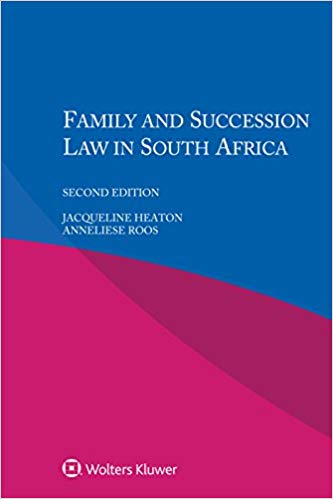 FAMILY AND SUCCESSION
LAW IN SOUTH AFRICA
SECOND EDITION
JACQUELINE HEATON
ANNELIESE ROOS
Wolters Kluwer